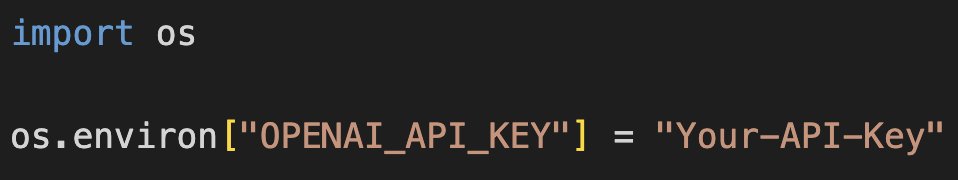 import os
os.environ["OPENAI_API_KEY"] = "Your-API-Key"